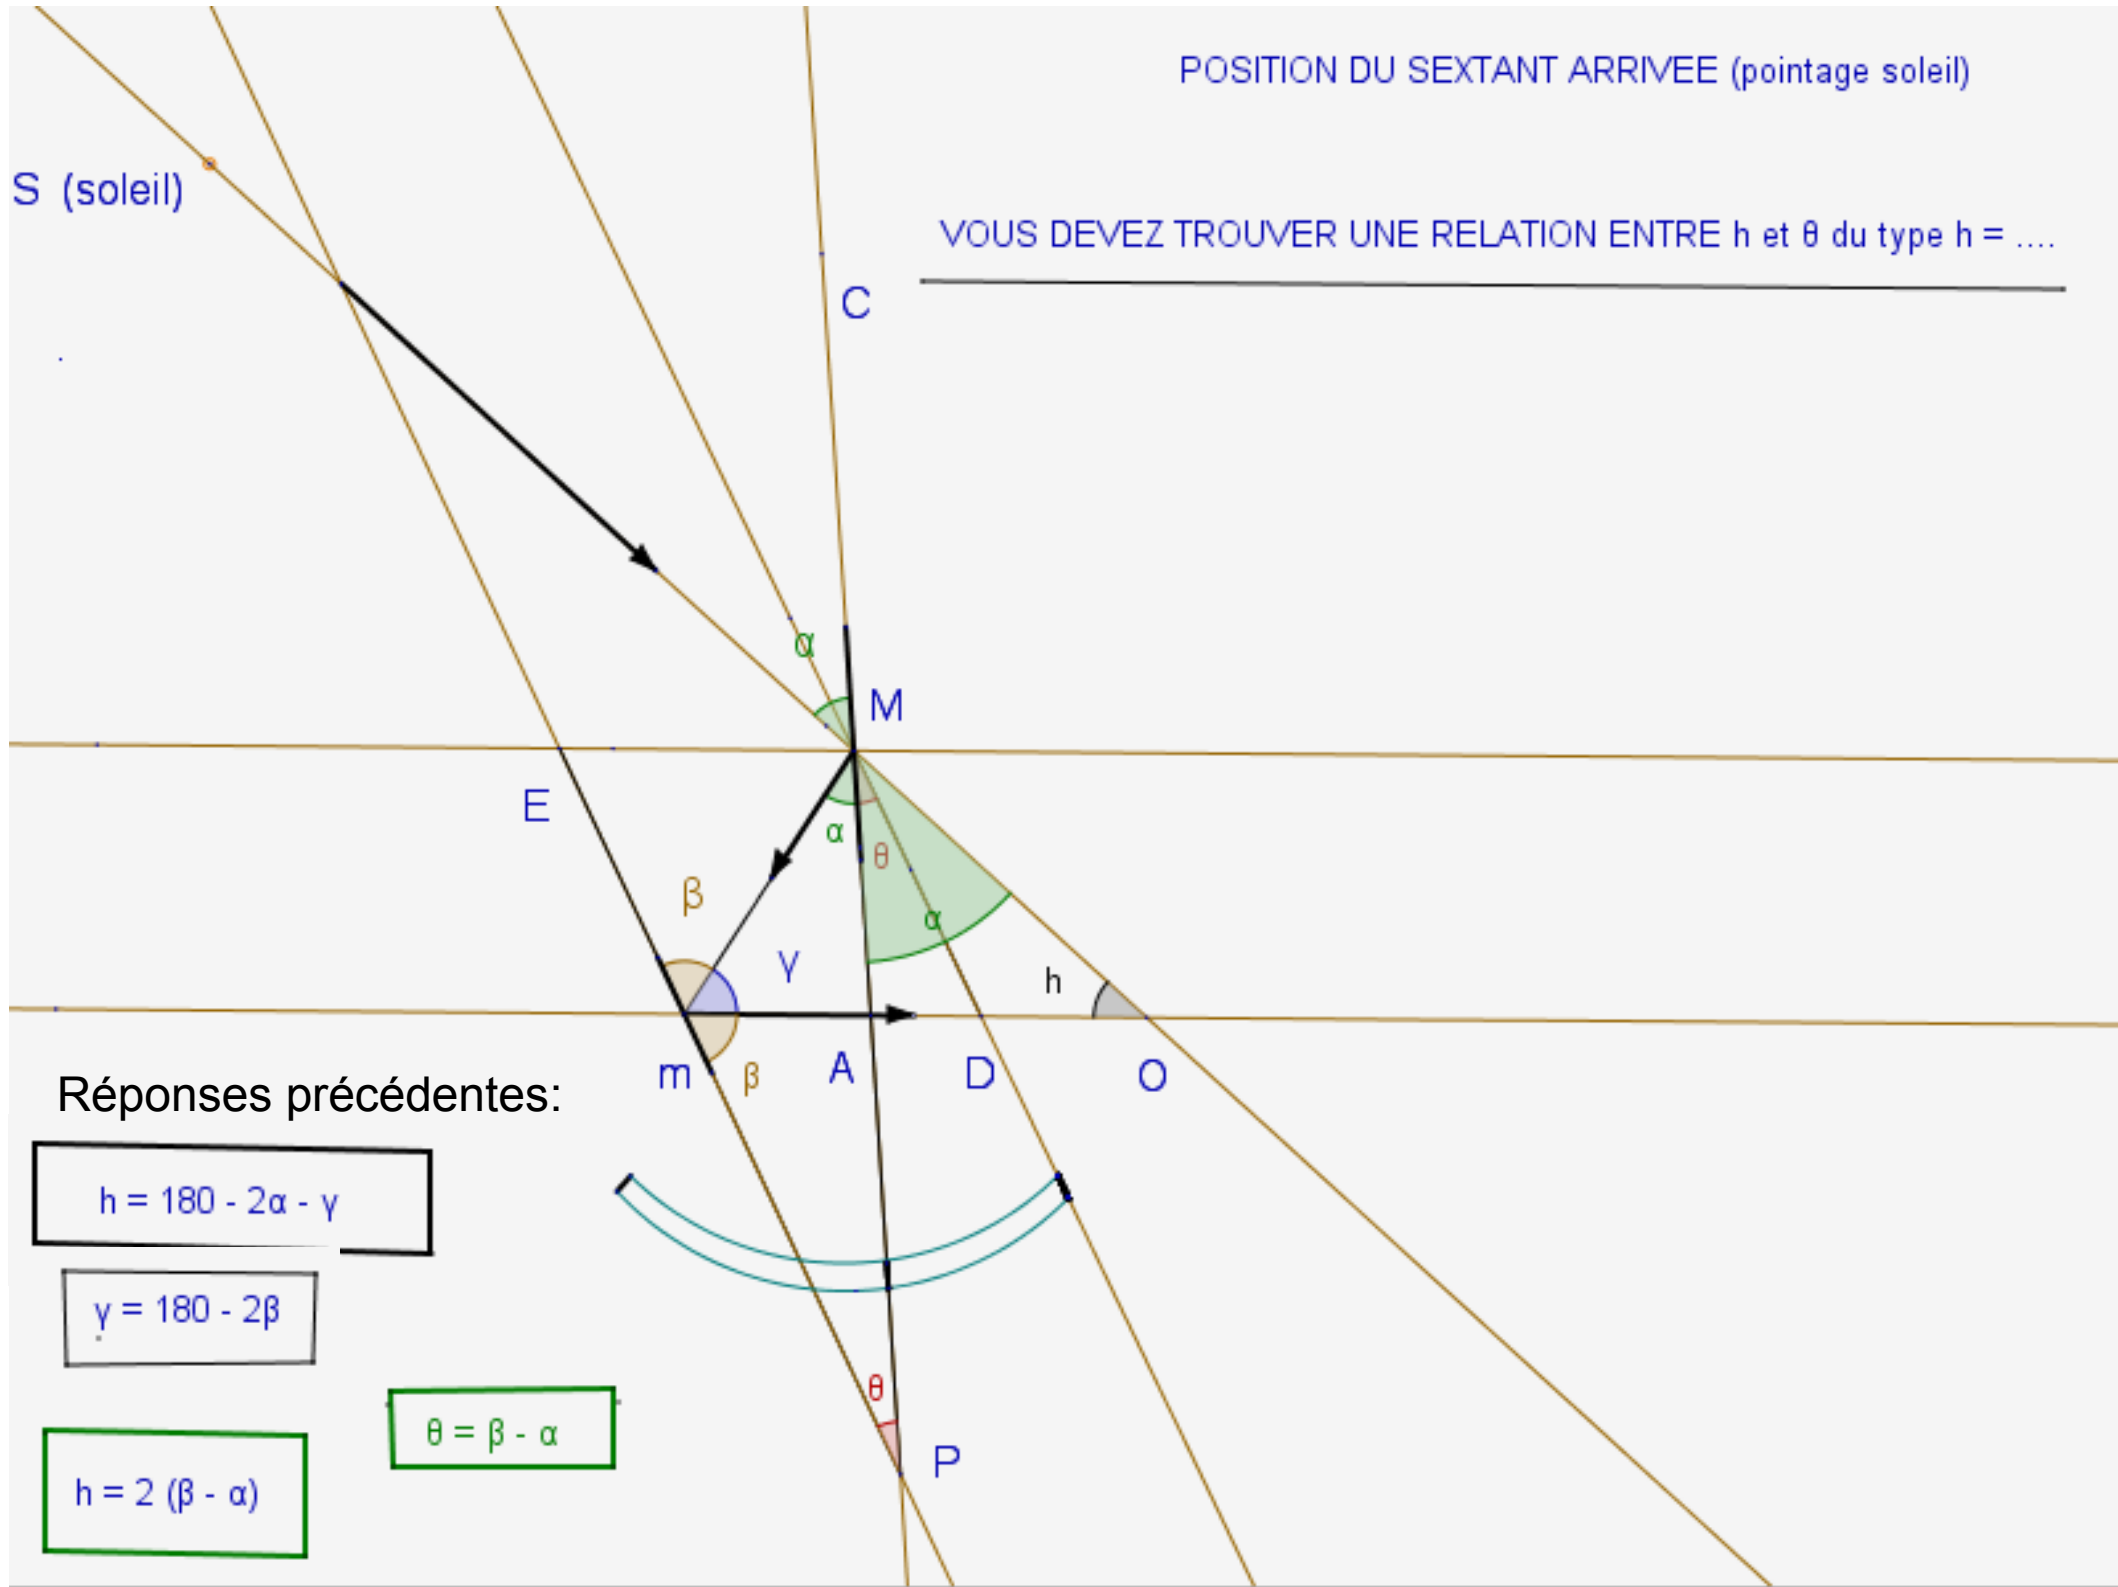 POSITION DU SEXTANT ARRIVEE (pointage soleil)
S (soleil)
VOUS DEVEZ TROUVER UNE RELATION ENTRE h et θ du type h = ....
C
α
M
E
α
θ
β
α
γ
h
m
β
A
D
O
Réponses précédentes:
h = 180 - 2α - γ
γ = 180 - 2β
θ
θ = β - α
P
h = 2 (β - α)